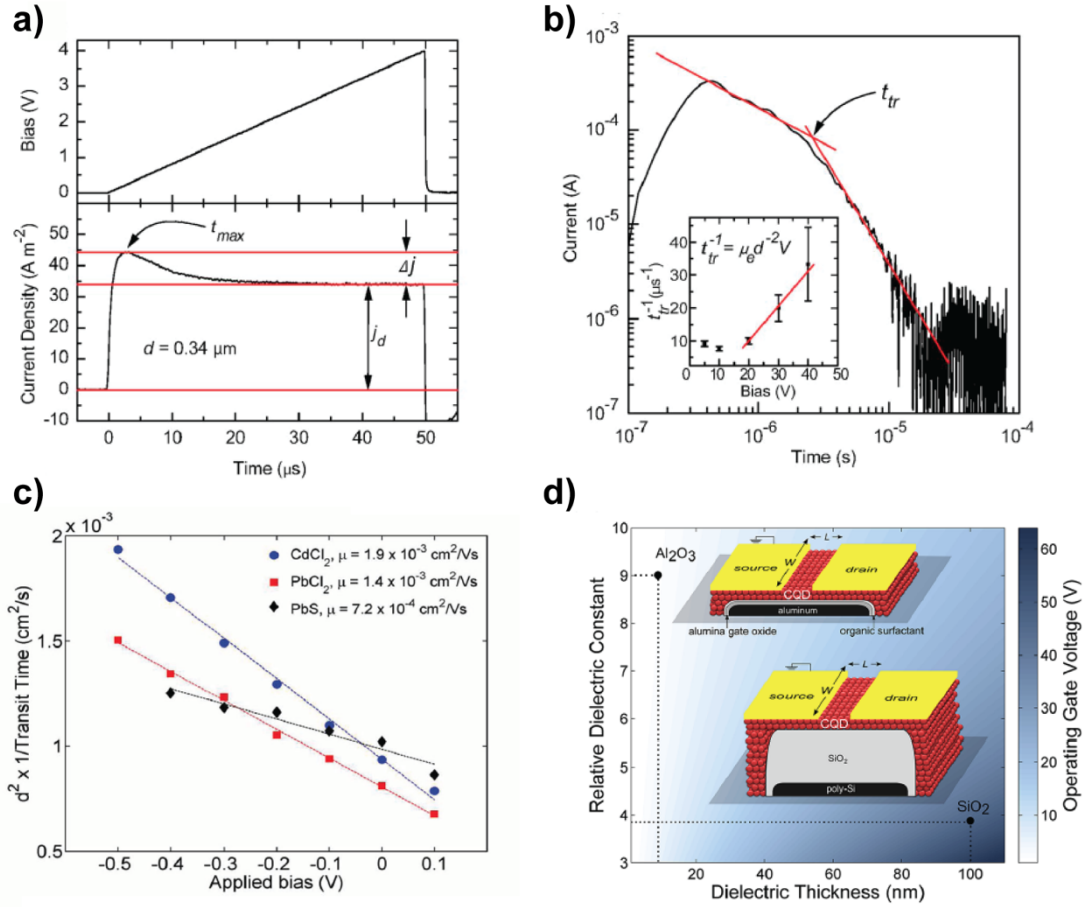 a)
4
3
2
1
0
Bias (V)
50
40
30
20
10
0
-10
Current Density (A m⁻²)
t_max
Δj
j_d
d = 0.34 μm
0 10 20 30 40 50
Time (μs)
b)
10⁻³
10⁻⁴
10⁻⁵
10⁻⁶
10⁻⁷
Current (A)
t_tr
t_tr⁻¹ = μ_e d⁻² V
40
30
20
10
0
t_tr⁻¹ (μs⁻¹)
0 10 20 30 40 50
Bias (V)
10⁻⁷ 10⁻⁶ 10⁻⁵ 10⁻⁴
Time (s)
c)
2 x 10⁻³
1.5
1
0.5
d² x 1/Transit Time (cm²/s)
CdCl₂, μ = 1.9 x 10⁻³ cm²/Vs
PbCl₂, μ = 1.4 x 10⁻³ cm²/Vs
PbS, μ = 7.2 x 10⁻⁴ cm²/Vs
-0.5 -0.4 -0.3 -0.2 -0.1 0 0.1
Applied bias (V)
d)
10
9
8
7
6
5
4
3
Relative Dielectric Constant
Al₂O₃
source
W
L
drain
CQD
aluminum
alumina gate oxide
organic surfactant
source
W
L
drain
CQD
SiO₂
poly-Si
SiO₂
20 40 60 80 100
Dielectric Thickness (nm)
60
50
40
30
20
10
Operating Gate Voltage (V)